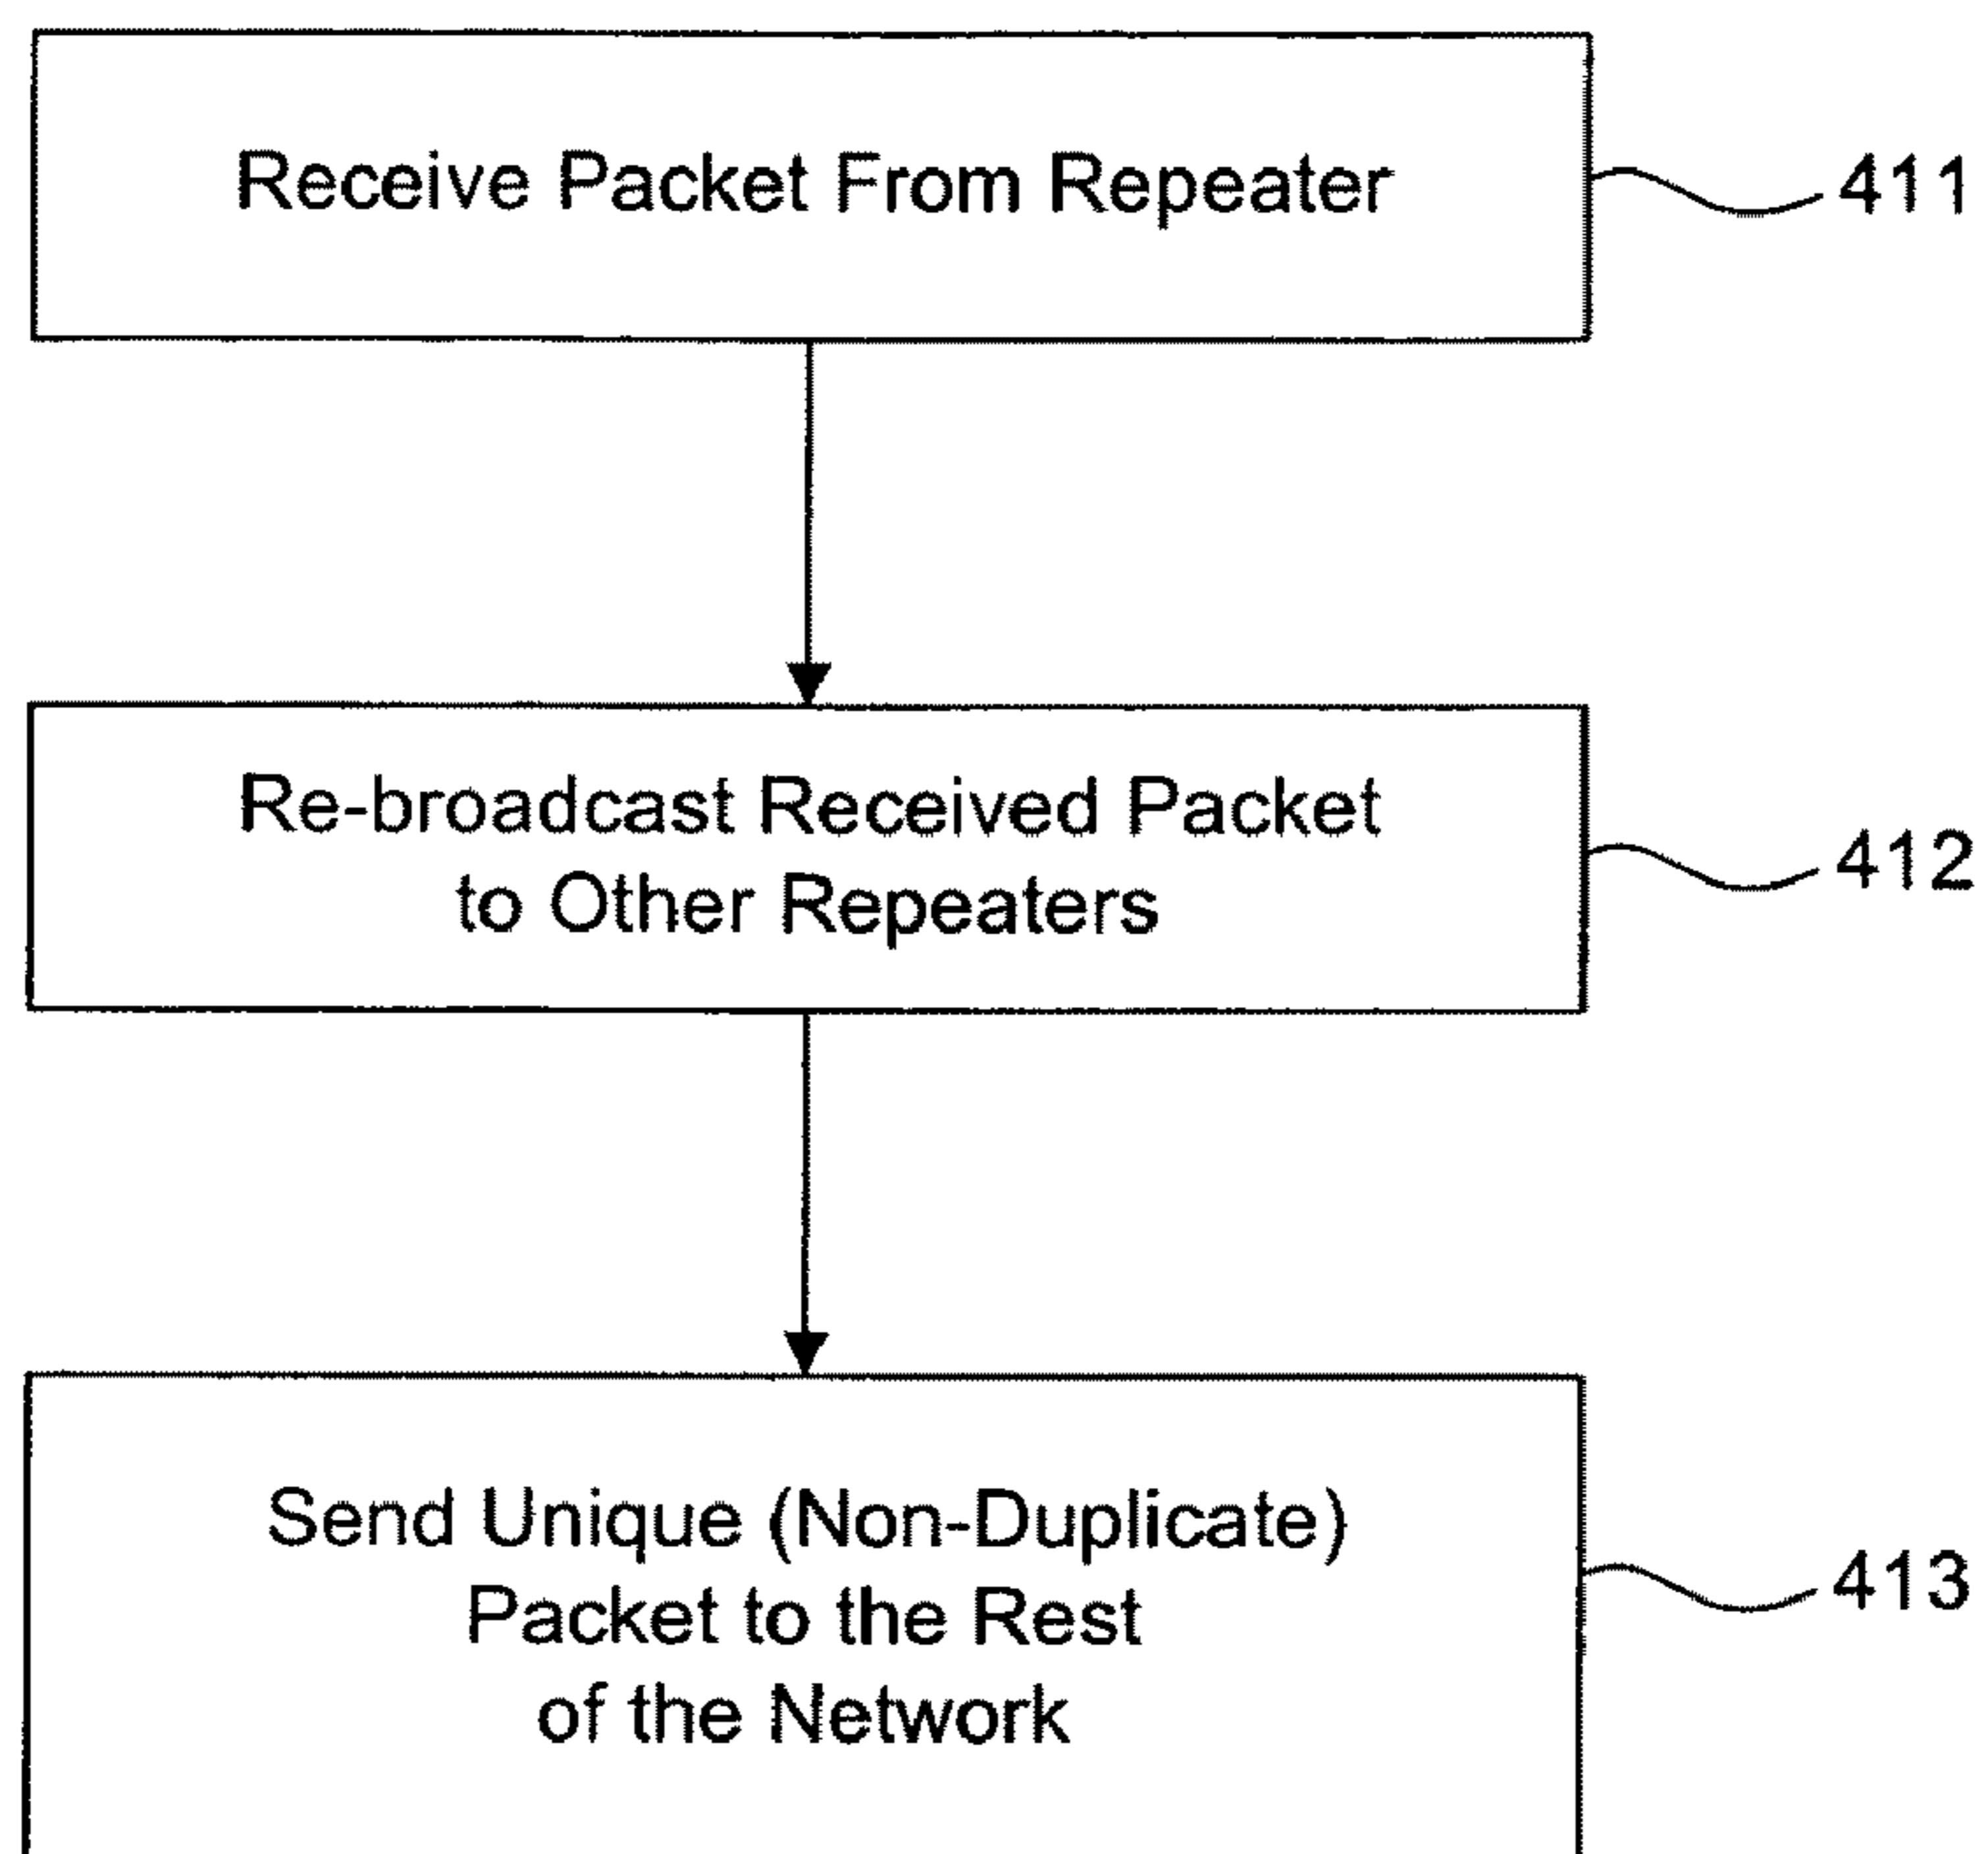 Receive Packet From Repeater
411
Re-broadcast Received Packet
to Other Repeaters
412
Send Unique (Non-Duplicate)
Packet to the Rest
of the Network
413